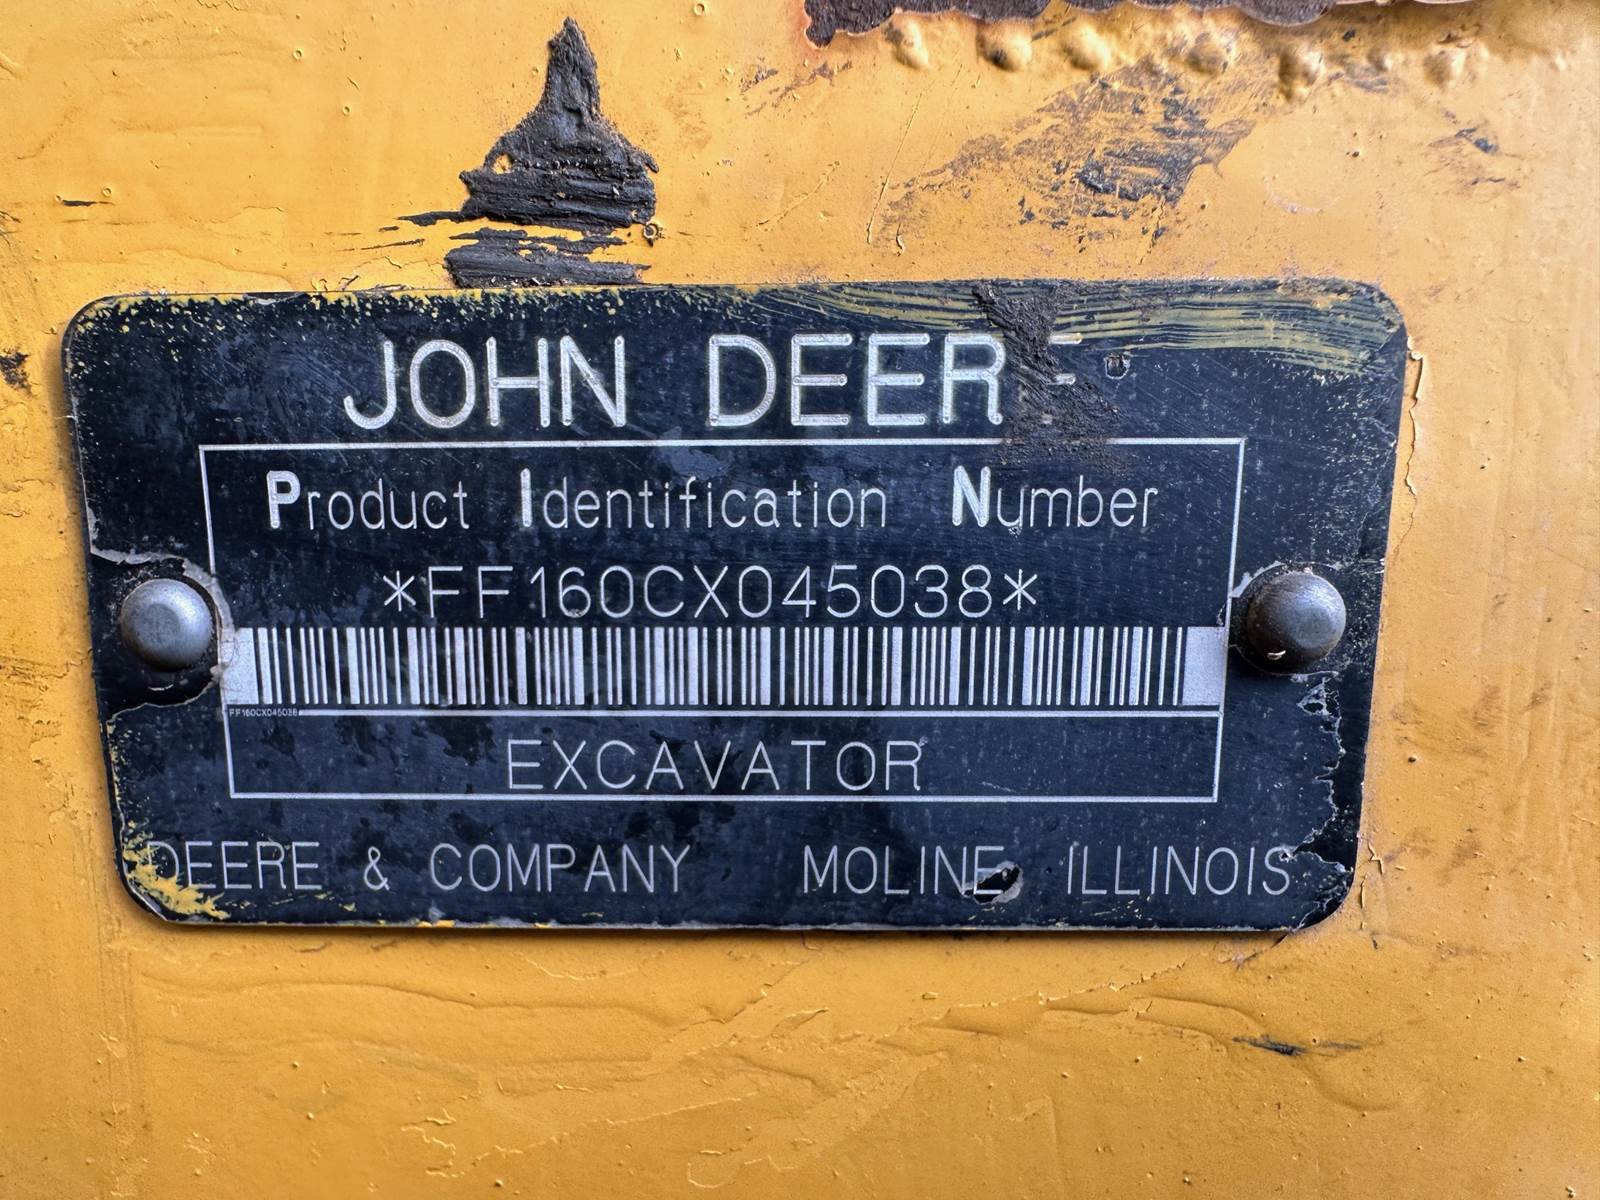 JOHN DEERE
Product Identification Number
*FF160CX045038*
FF160CX045038
EXCAVATOR
DEERE & COMPANY MOLINE ILLINOIS